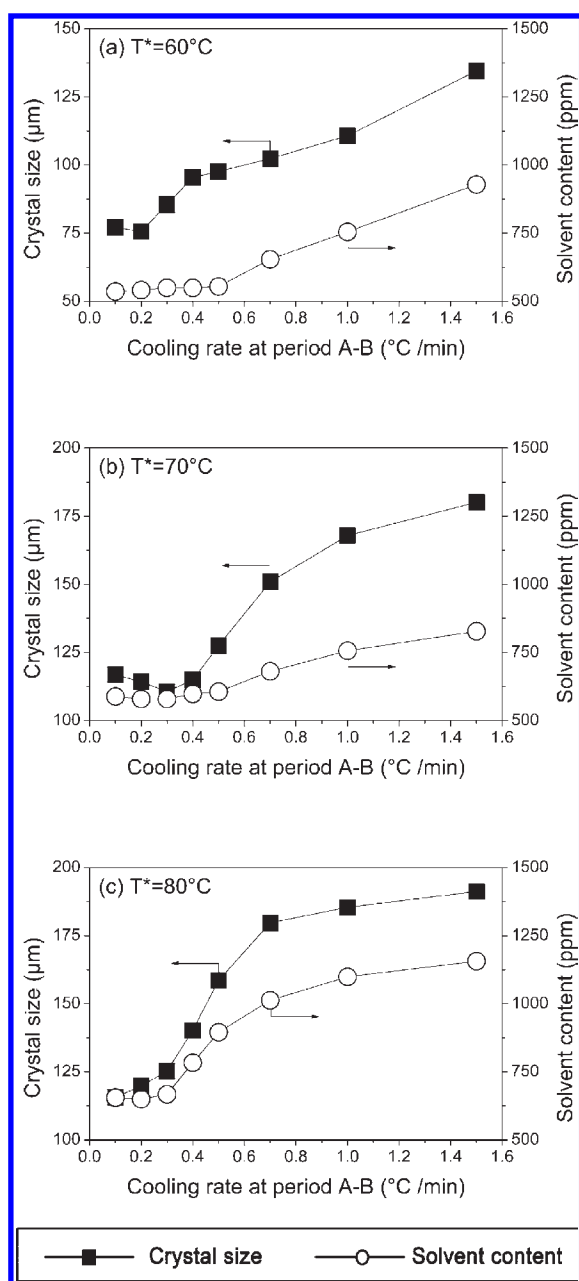 (a) T*=60°C
150
125
100
75
50
Crystal size (µm)
1500
1250
1000
750
500
Solvent content (ppm)
0.0 0.2 0.4 0.6 0.8 1.0 1.2 1.4 1.6
Cooling rate at period A-B (°C /min)
(b) T*=70°C
200
175
150
125
100
Crystal size (µm)
1500
1250
1000
750
500
Solvent content (ppm)
0.0 0.2 0.4 0.6 0.8 1.0 1.2 1.4 1.6
Cooling rate at period A-B (°C /min)
(c) T*=80°C
200
175
150
125
100
Crystal size (µm)
1500
1250
1000
750
500
Solvent content (ppm)
0.0 0.2 0.4 0.6 0.8 1.0 1.2 1.4 1.6
Cooling rate at period A-B (°C /min)
Crystal size Solvent content